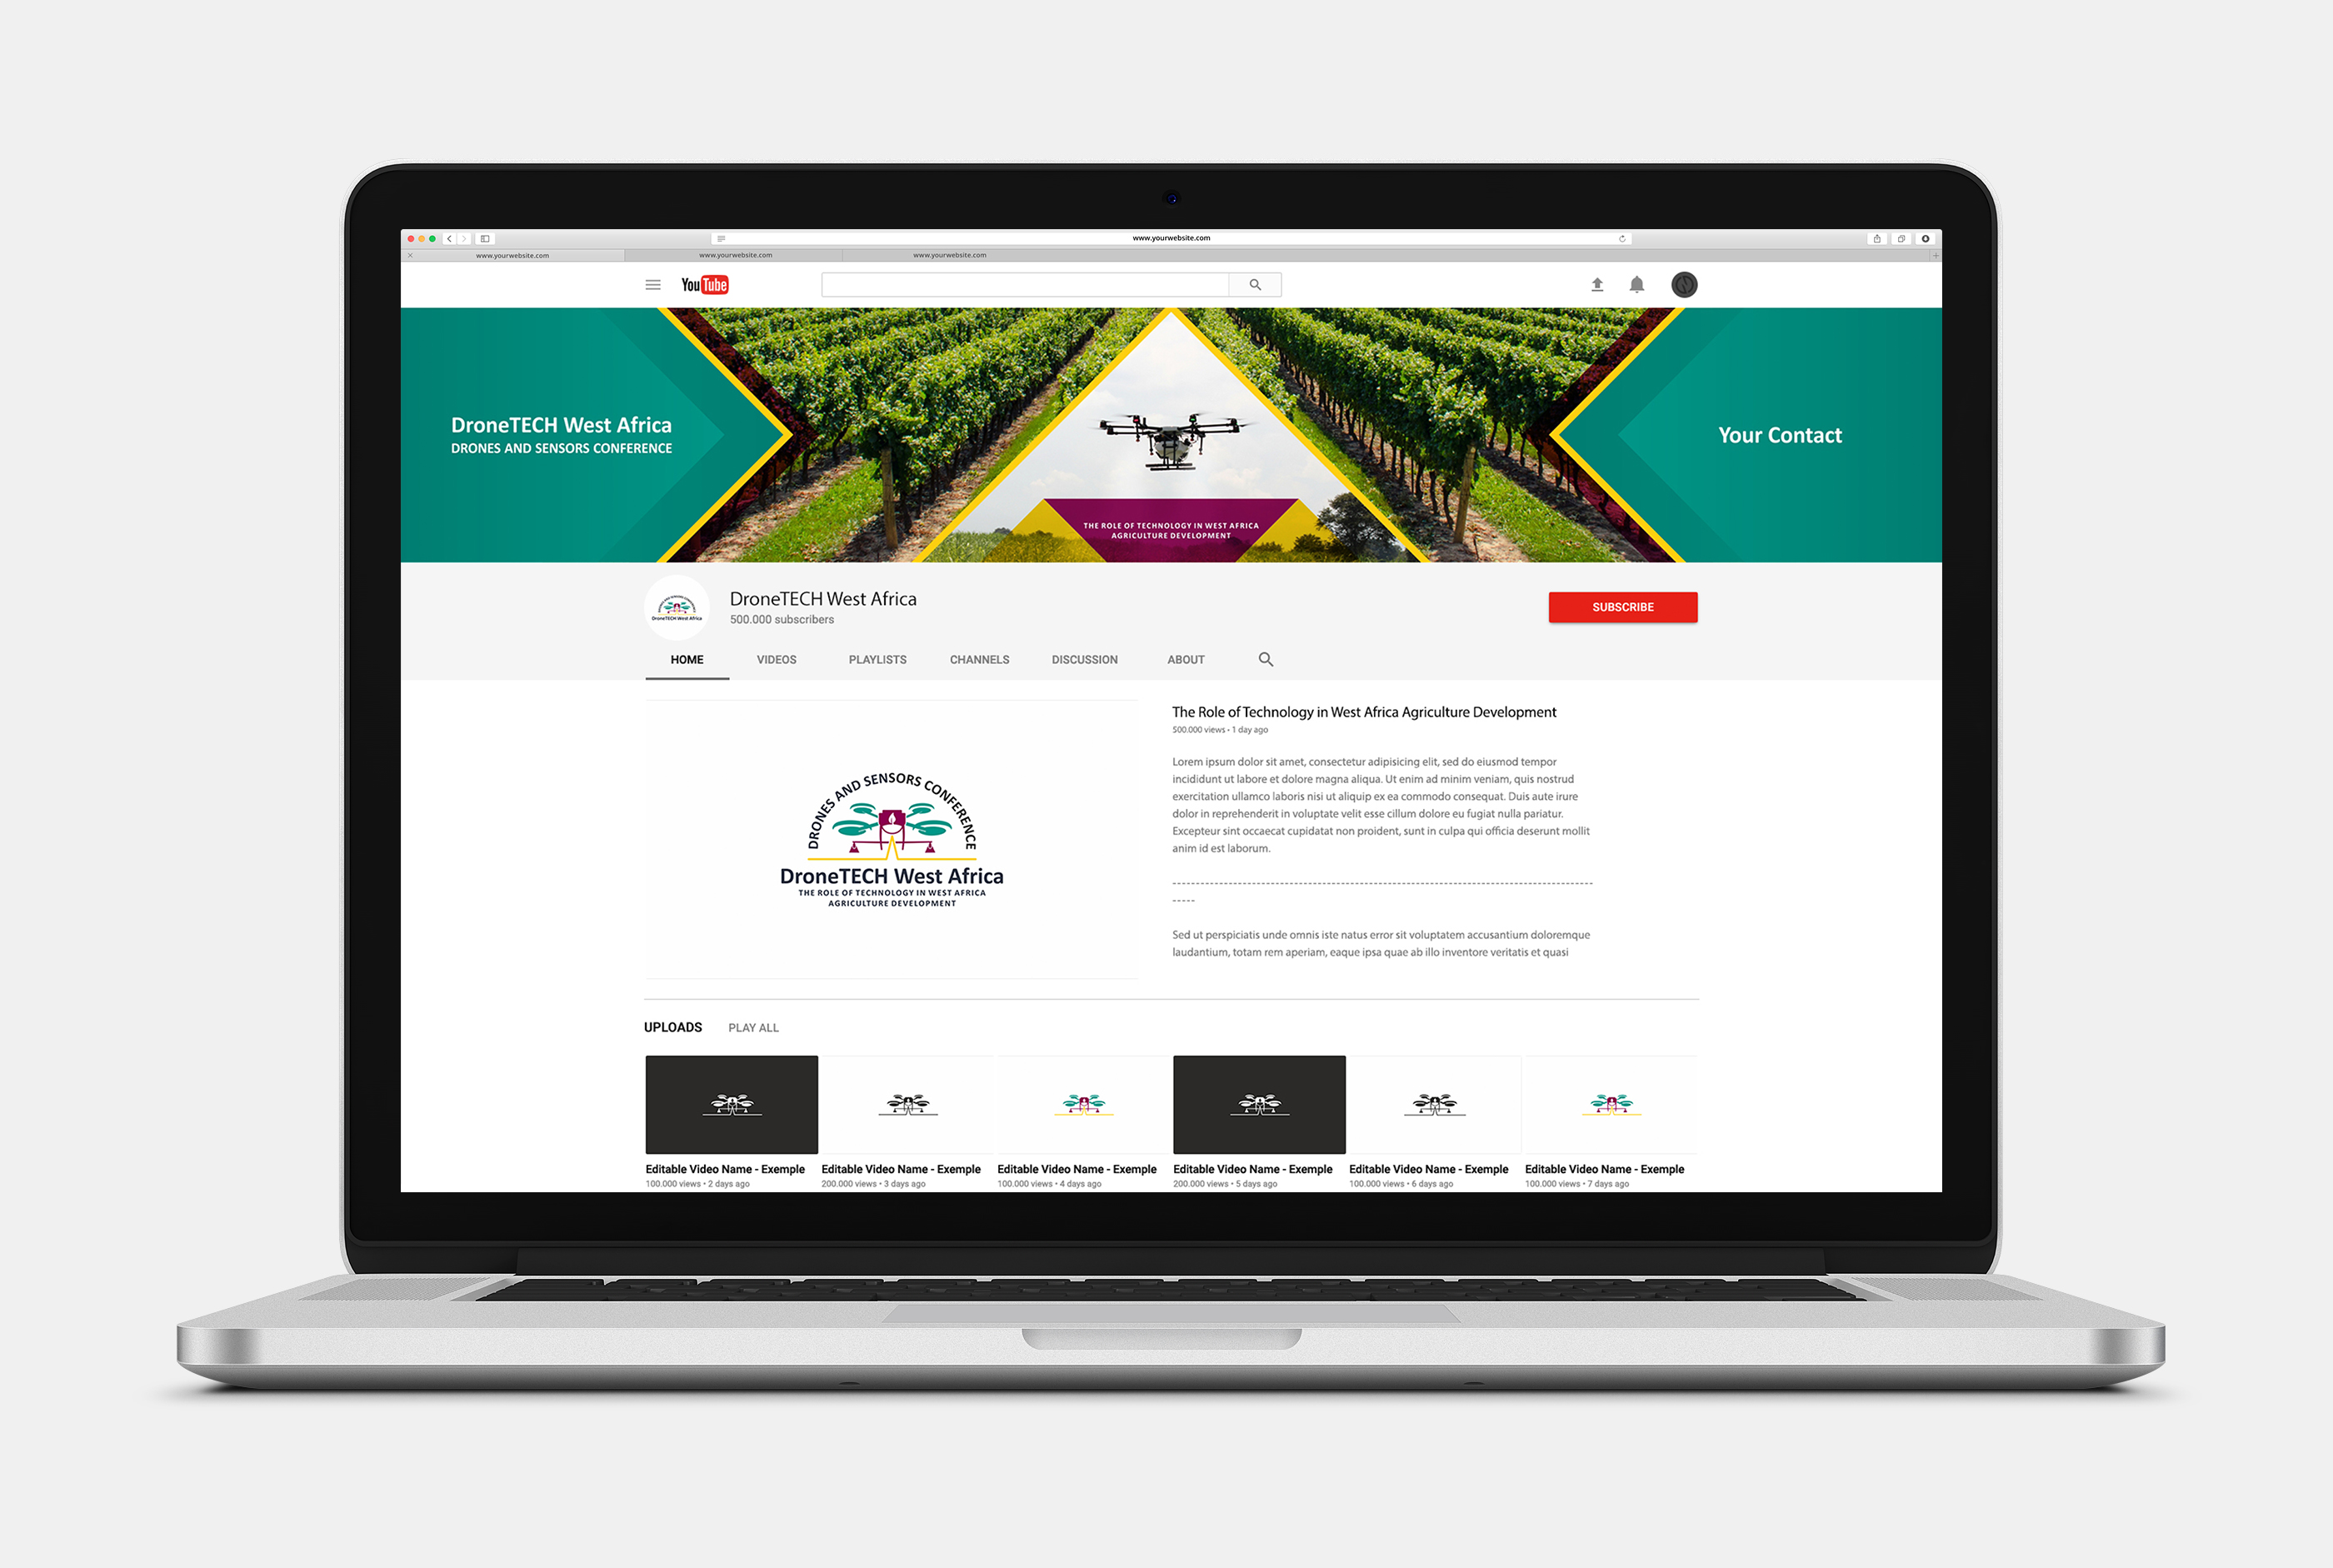 www.yourwebsite.com
www.yourwebsite.com
www.yourwebsite.com
www.yourwebsite.com
YouTube
DroneTECH West Africa
DRONES AND SENSORS CONFERENCE
THE ROLE OF TECHNOLOGY IN WEST AFRICA
AGRICULTURE DEVELOPMENT
Your Contact
DRONES AND SENSORS CONFERENCE
DroneTECH West Africa
DroneTECH West Africa
500.000 subscribers
SUBSCRIBE
HOME
VIDEOS
PLAYLISTS
CHANNELS
DISCUSSION
ABOUT
DRONES AND SENSORS CONFERENCE
DroneTECH West Africa
THE ROLE OF TECHNOLOGY IN WEST AFRICA
AGRICULTURE DEVELOPMENT
The Role of Technology in West Africa Agriculture Development
500.000 views • 1 day ago
Lorem ipsum dolor sit amet, consectetur adipisicing elit, sed do eiusmod tempor
incididunt ut labore et dolore magna aliqua. Ut enim ad minim veniam, quis nostrud
exercitation ullamco laboris nisi ut aliquip ex ea commodo consequat. Duis aute irure
dolor in reprehenderit in voluptate velit esse cillum dolore eu fugiat nulla pariatur.
Excepteur sint occaecat cupidatat non proident, sunt in culpa qui officia deserunt mollit
anim id est laborum.
Sed ut perspiciatis unde omnis iste natus error sit voluptatem accusantium doloremque
laudantium, totam rem aperiam, eaque ipsa quae ab illo inventore veritatis et quasi
UPLOADS
PLAY ALL
Editable Video Name - Exemple
100.000 views • 2 days ago
Editable Video Name - Exemple
200.000 views • 3 days ago
Editable Video Name - Exemple
100.000 views • 4 days ago
Editable Video Name - Exemple
200.000 views • 5 days ago
Editable Video Name - Exemple
100.000 views • 6 days ago
Editable Video Name - Exemple
100.000 views • 7 days ago